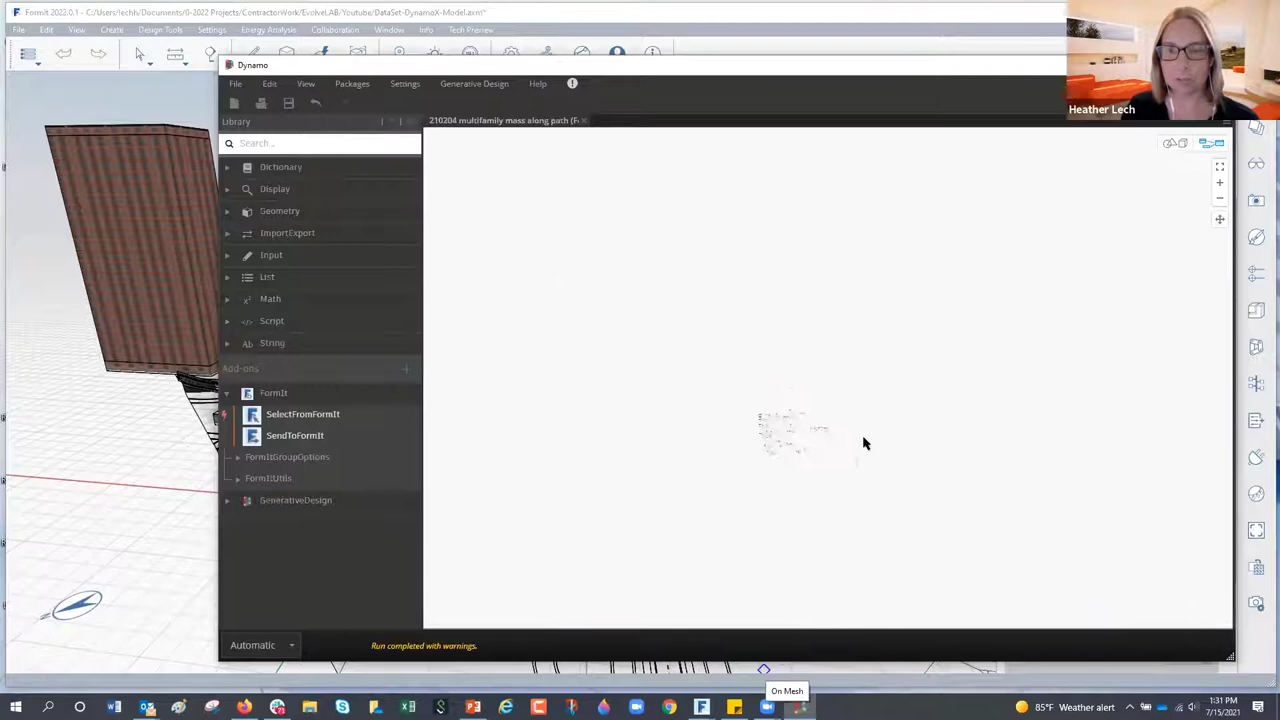 FormIt 2022.0.1 - C:/Users/lechh/Documents/0-2022 Projects/ContractorWork/EvolveLAB/Youtube/DataSet-DynamoX-Model.axm*
File Edit View Create Design Tools Settings Energy Analysis Collaboration Window Info Tech Preview
Dynamo
File Edit View Packages Settings Generative Design Help
Heather Lech
Library
210204 multifamily mass along path (F
Search...
Dictionary
Display
Geometry
ImportExport
Input
List
Math
Script
String
Add-ons
FormIt
SelectFromFormIt
SendToFormIt
FormItGroupOptions
FormItUtils
GenerativeDesign
Automatic
Run completed with warnings.
On Mesh
85°F Weather alert
1:31 PM
7/15/2021